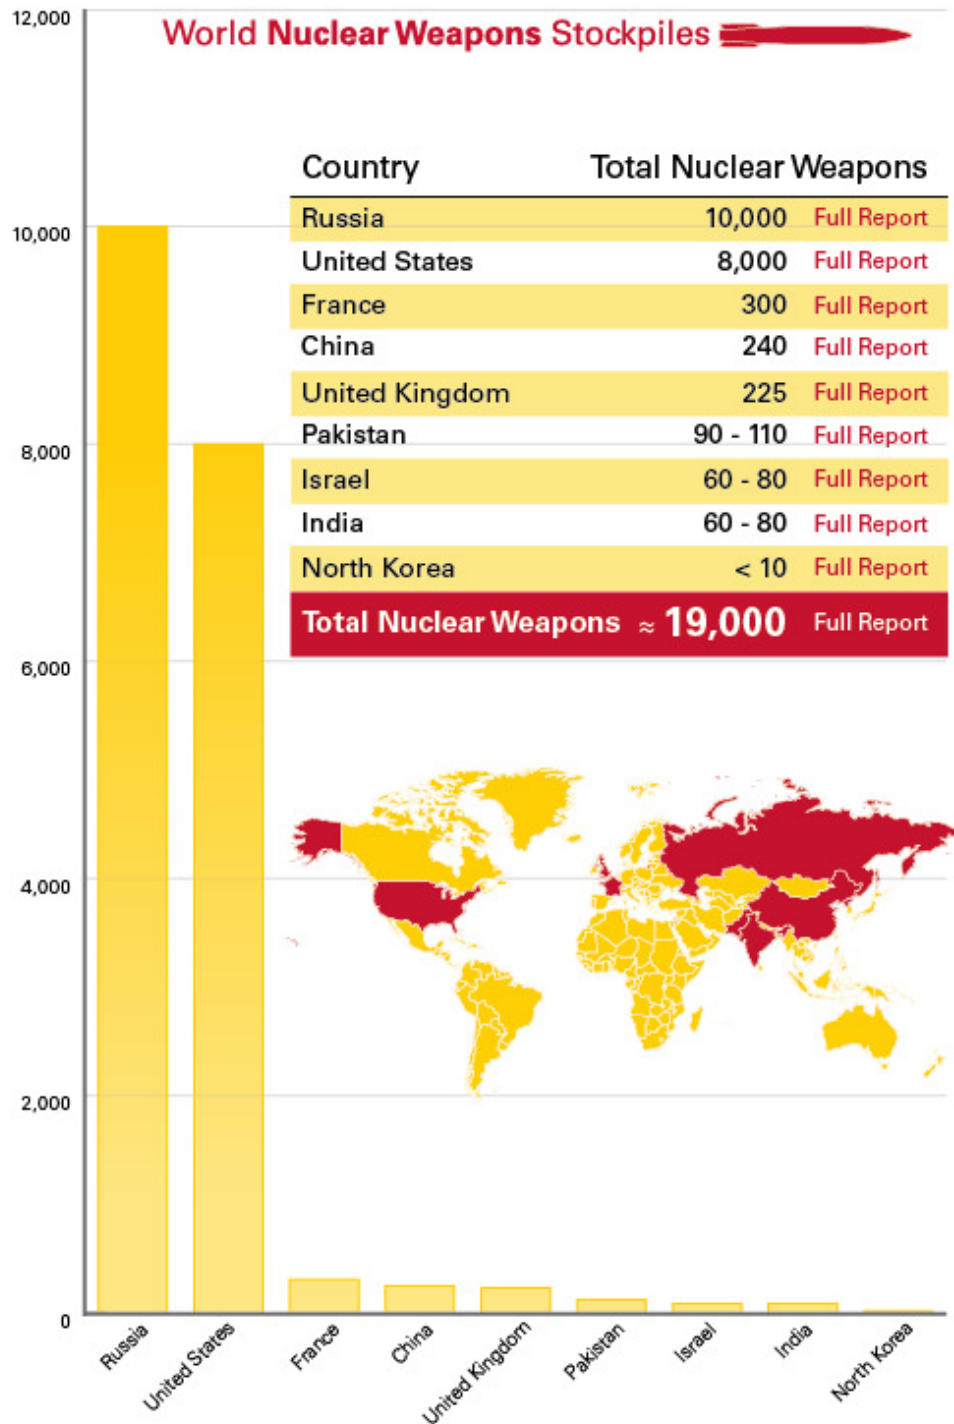 World Nuclear Weapons Stockpiles
Country Total Nuclear Weapons
Russia 10,000 Full Report
United States 8,000 Full Report
France 300 Full Report
China 240 Full Report
United Kingdom 225 Full Report
Pakistan 90 - 110 Full Report
Israel 60 - 80 Full Report
India 60 - 80 Full Report
North Korea < 10 Full Report
Total Nuclear Weapons ≈ 19,000 Full Report
12,000
10,000
8,000
6,000
4,000
2,000
0
Russia
United States
France
China
United Kingdom
Pakistan
Israel
India
North Korea